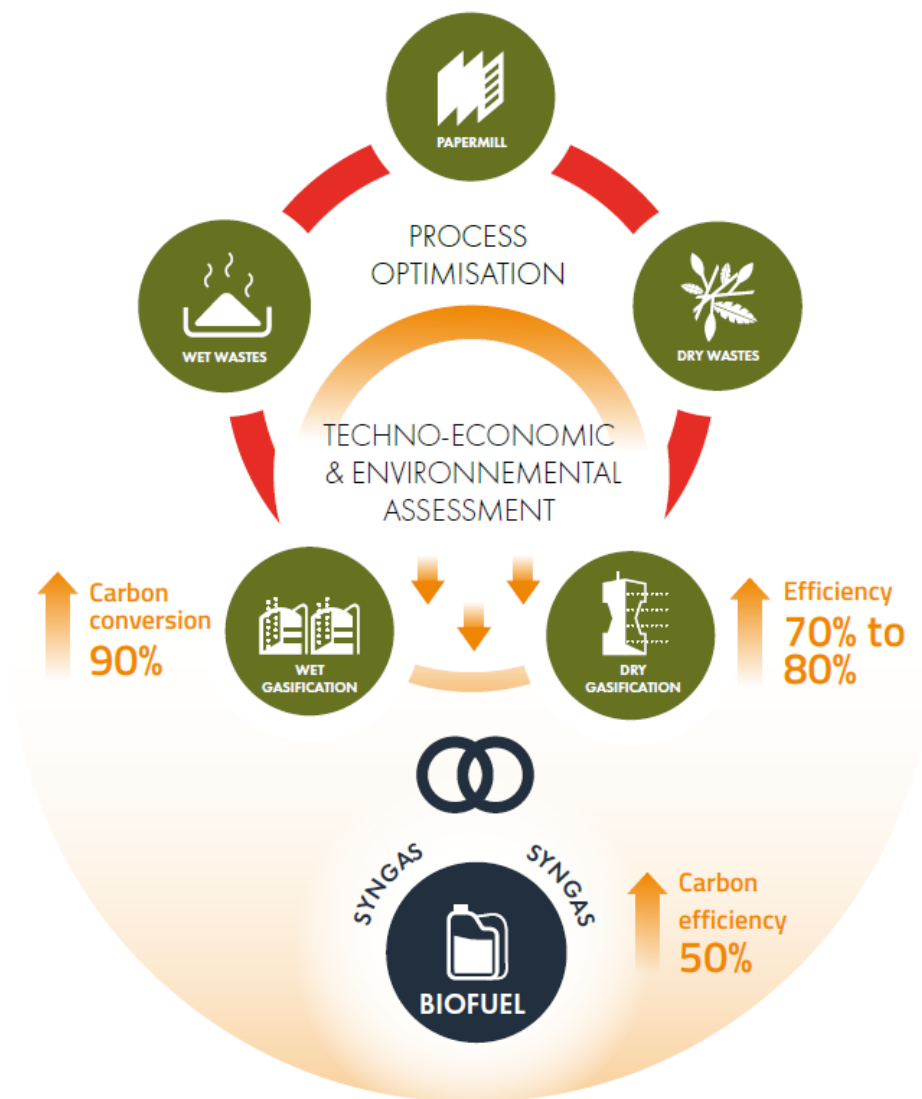 PAPERMILL
PROCESS
OPTIMISATION
WET WASTES
DRY WASTES
TECHNO-ECONOMIC
& ENVIRONNEMENTAL
ASSESSMENT
Carbon
conversion
90%
WET
GASIFICATION
DRY
GASIFICATION
Efficiency
70% to
80%
SYNGAS
SYNGAS
Carbon
efficiency
50%
BIOFUEL